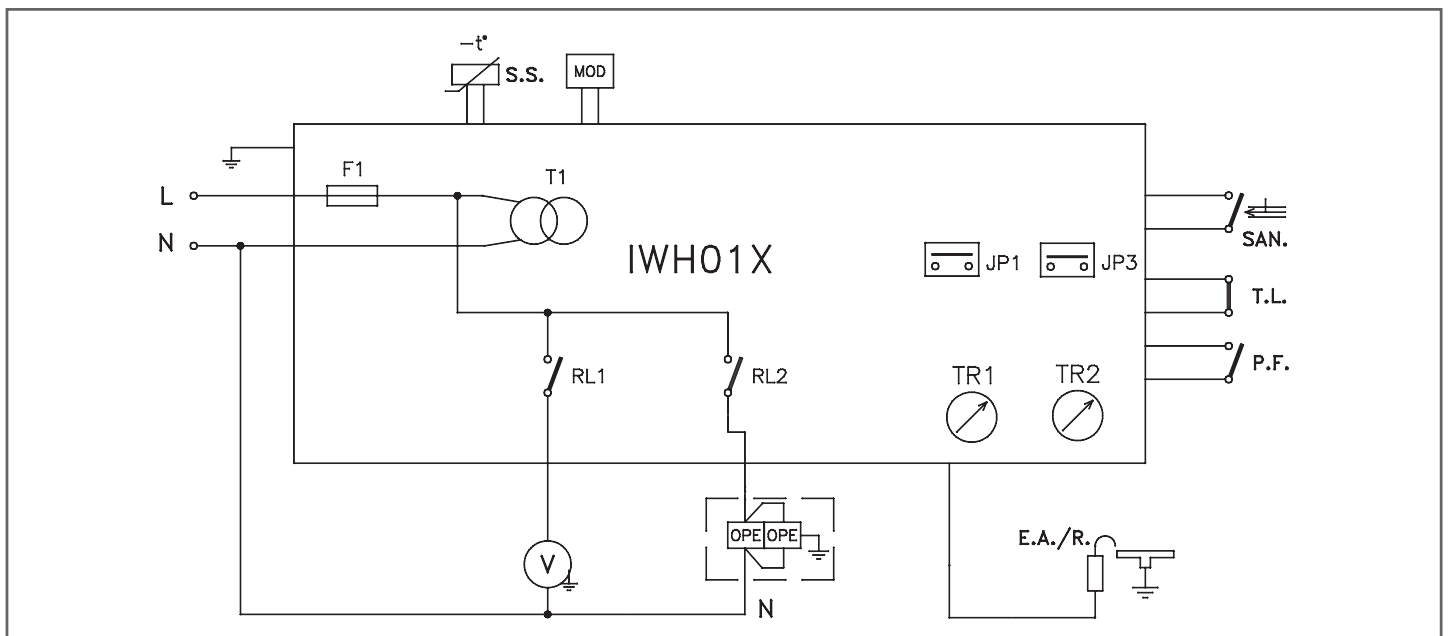 -t°
S.S.
MOD
F1
T1
L
N
IWH01X
JP1
JP3
SAN.
T.L.
P.F.
RL1
RL2
TR1
TR2
OPE OPE
E.A./R.
V
N